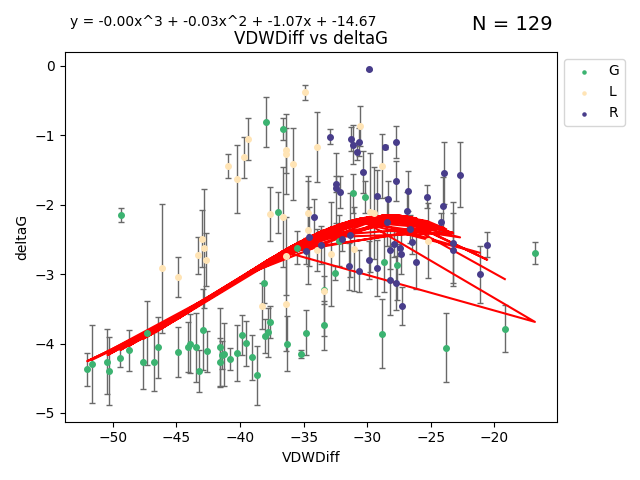 y = -0.00x^3 + -0.03x^2 + -1.07x + -14.67
N = 129
VDWDiff vs deltaG
G
L
R
0
−1
−2
−3
−4
−5
deltaG
−50 −45 −40 −35 −30 −25 −20
VDWDiff